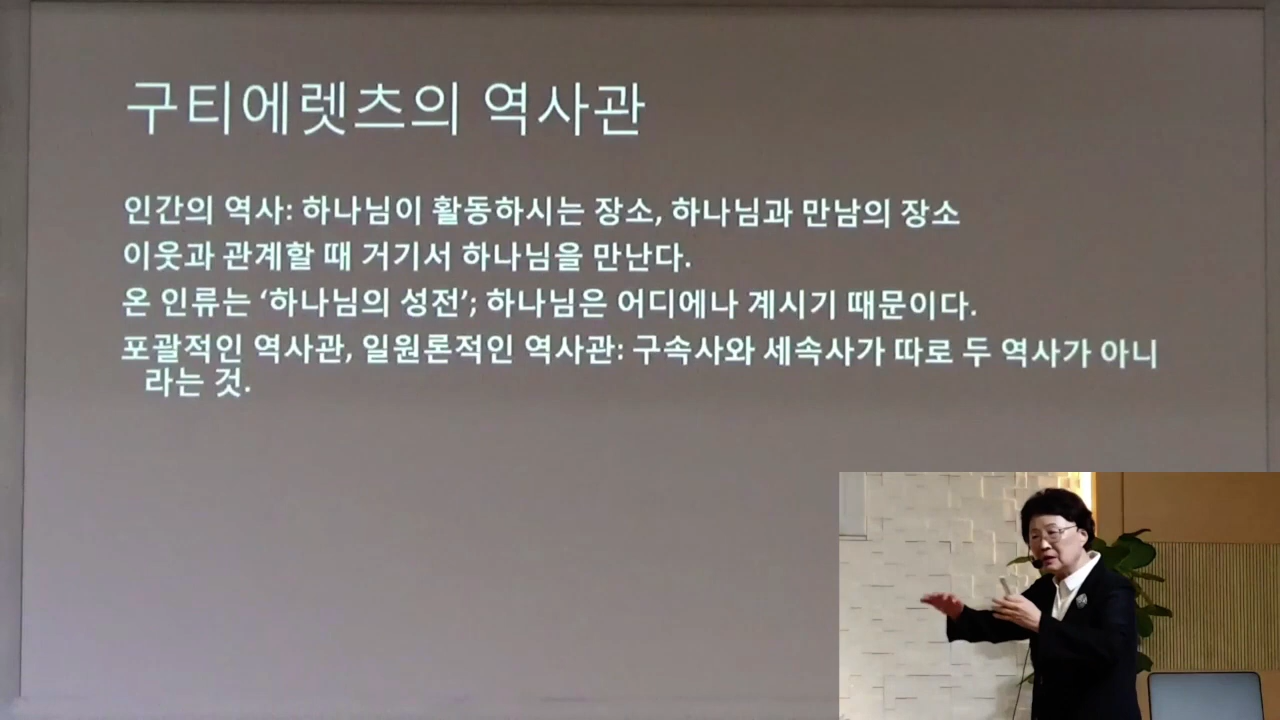 구티에렛츠의 역사관
인간의 역사: 하나님이 활동하시는 장소, 하나님과 만남의 장소
이웃과 관계할 때 거기서 하나님을 만난다.
온 인류는 ‘하나님의 성전’; 하나님은 어디에나 계시기 때문이다.
포괄적인 역사관, 일원론적인 역사관: 구속사와 세속사가 따로 두 역사가 아니
라는 것.